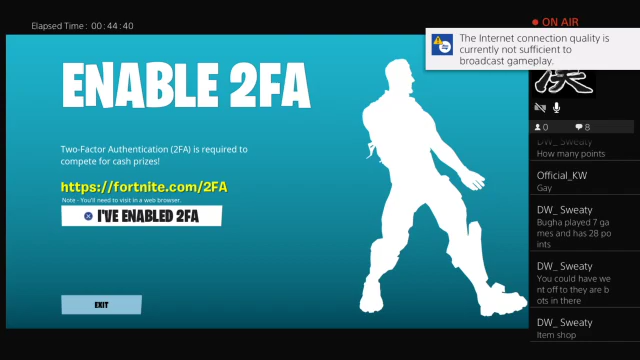 Elapsed Time : 00:44:40
ON AIR
The Internet connection quality is
currently not sufficient to
broadcast gameplay.
ENABLE 2FA
Two-Factor Authentication (2FA) is required to
compete for cash prizes!
https://fortnite.com/2FA
Note - You'll need to visit in a web browser.
I'VE ENABLED 2FA
EXIT
0
8
DW_ Sweaty
How many points
Official_KW
Gay
DW_ Sweaty
Bugha played 7 ga
mes and has 28 po
ints
DW_ Sweaty
You could have we
nt off to they are b
ots in there
DW_ Sweaty
Item shop